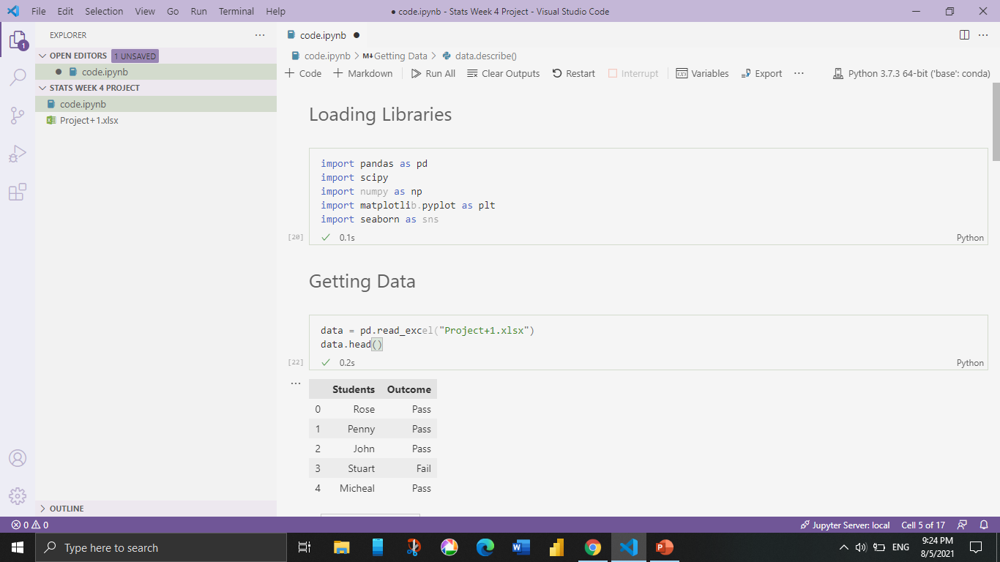 File Edit Selection View Go Run Terminal Help
● code.ipynb - Stats Week 4 Project - Visual Studio Code
EXPLORER
OPEN EDITORS 1 UNSAVED
code.ipynb
STATS WEEK 4 PROJECT
code.ipynb
Project+1.xlsx
OUTLINE
1
code.ipynb
code.ipynb > M↓Getting Data > data.describe()
+ Code + Markdown Run All Clear Outputs Restart Interrupt Variables Export ··· Python 3.7.3 64-bit ('base': conda)
Loading Libraries
import pandas as pd
import scipy
import numpy as np
import matplotlib.pyplot as plt
import seaborn as sns
[20] ✓ 0.1s Python
Getting Data
data = pd.read_excel("Project+1.xlsx")
data.head()
[22] ✓ 0.2s Python
Students Outcome
0 Rose Pass
1 Penny Pass
2 John Pass
3 Stuart Fail
4 Micheal Pass
0 0 Jupyter Server: local Cell 5 of 17
Type here to search
ENG
9:24 PM
8/5/2021